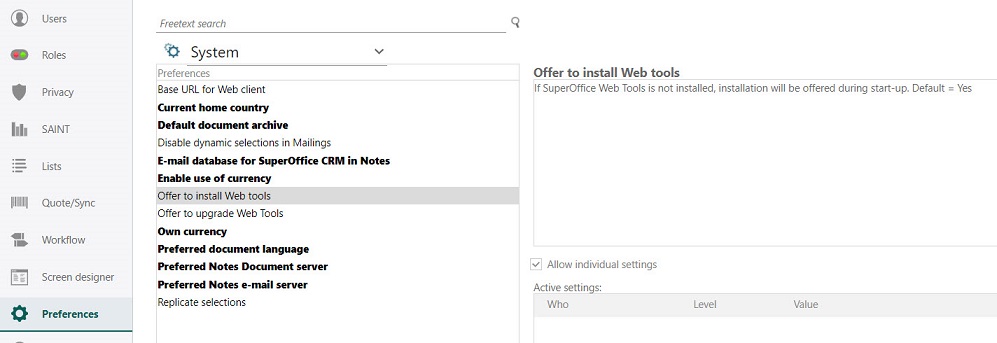 Users
Roles
Privacy
SAINT
Lists
Quote/Sync
Workflow
Screen designer
Preferences
Freetext search
System
Preferences
Base URL for Web client
Current home country
Default document archive
Disable dynamic selections in Mailings
E-mail database for SuperOffice CRM in Notes
Enable use of currency
Offer to install Web tools
Offer to upgrade Web Tools
Own currency
Preferred document language
Preferred Notes Document server
Preferred Notes e-mail server
Replicate selections
Offer to install Web tools
If SuperOffice Web Tools is not installed, installation will be offered during start-up. Default = Yes
Allow individual settings
Active settings:
Who Level Value